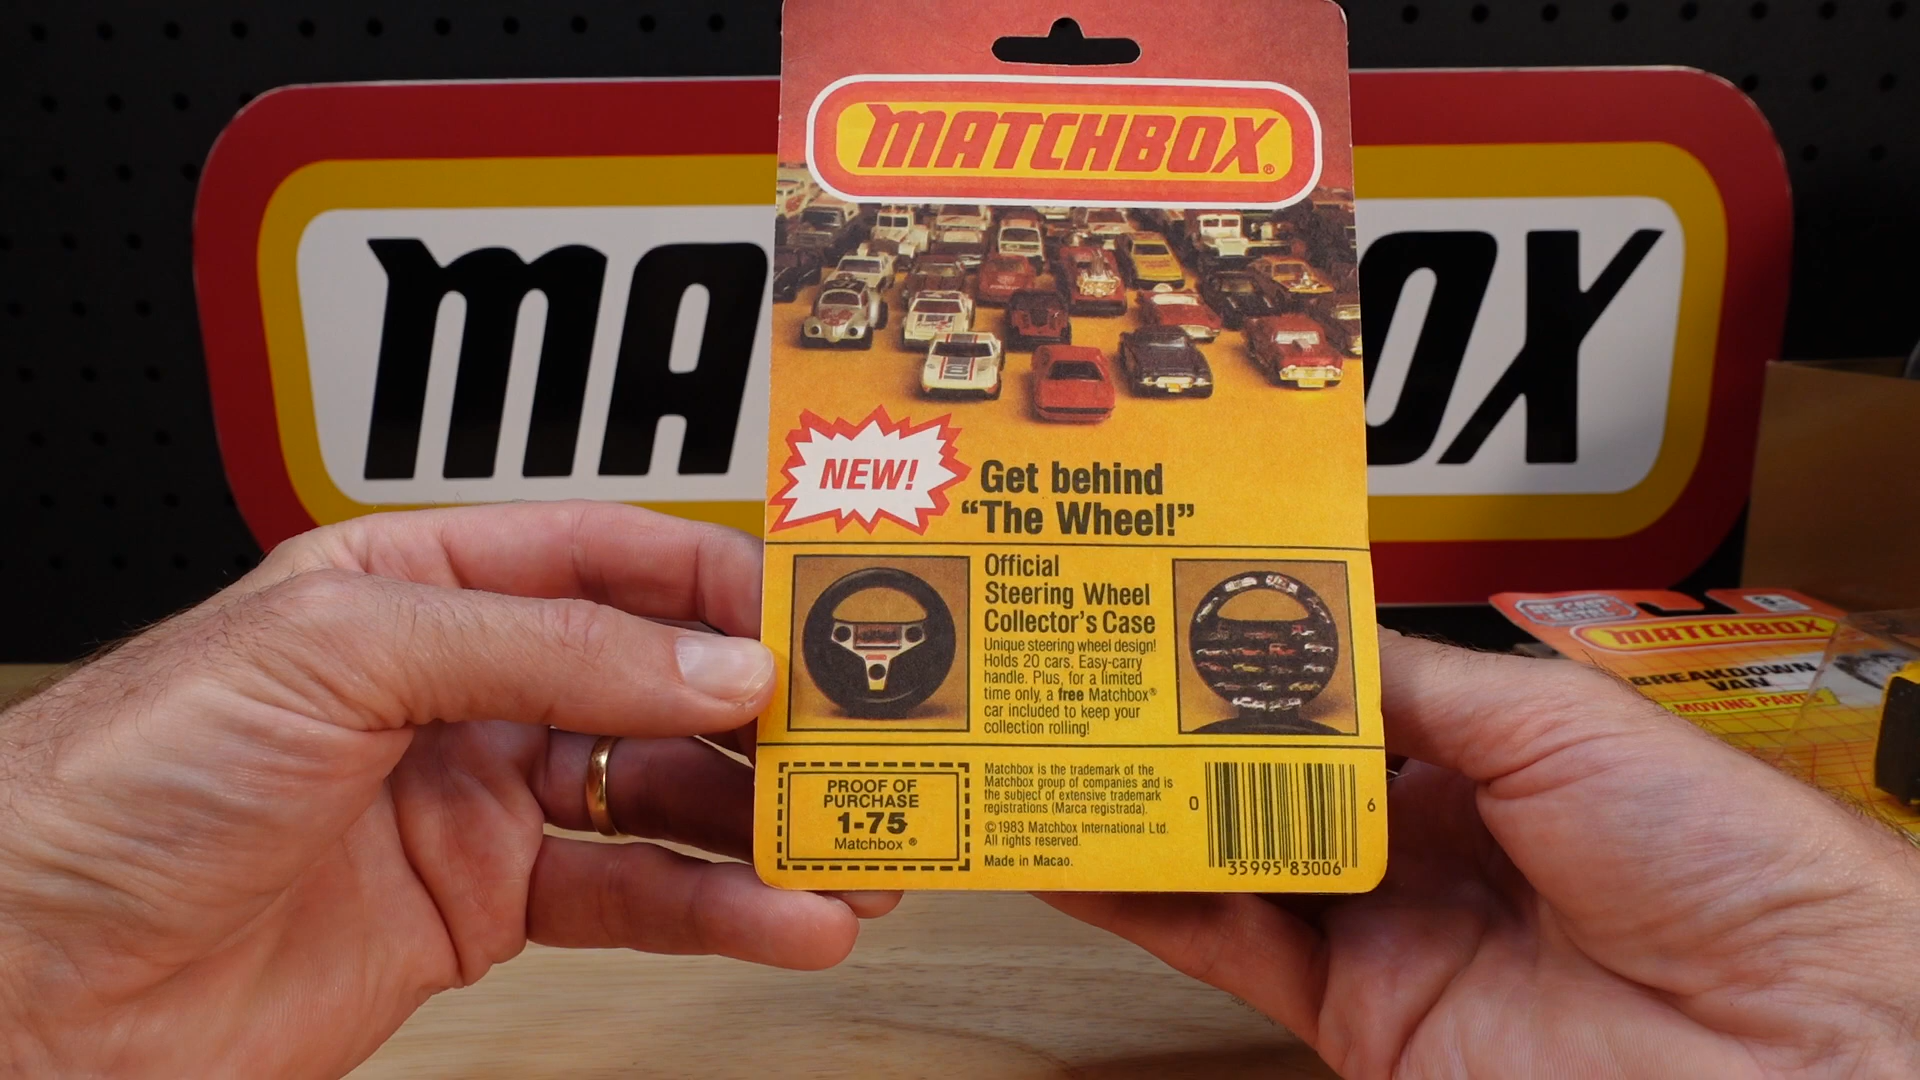 MATCHBOX®
MA OX
NEW!
Get behind
“The Wheel!”
Official
Steering Wheel
Collector's Case
Unique steering wheel design!
Holds 20 cars. Easy-carry
handle. Plus, for a limited
time only, a free Matchbox®
car included to keep your
collection rolling!
PROOF OF
PURCHASE
1-75
Matchbox ®
Matchbox is the trademark of the
Matchbox group of companies and is
the subject of extensive trademark
registrations (Marca registrada).
©1983 Matchbox International Ltd.
All rights reserved.
Made in Macao.
0 35995 83006 6
MATCHBOX
BREAKDOWN
VAN
MOVING PARTS